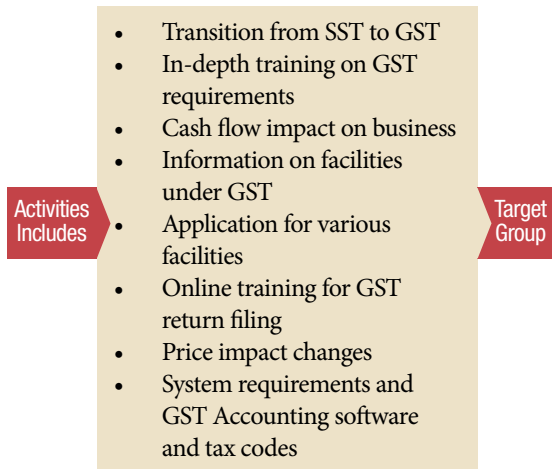 Activities
Includes
• Transition from SST to GST
• In-depth training on GST
requirements
• Cash flow impact on business
• Information on facilities
under GST
• Application for various
facilities
• Online training for GST
return filing
• Price impact changes
• System requirements and
GST Accounting software
and tax codes
Target
Group